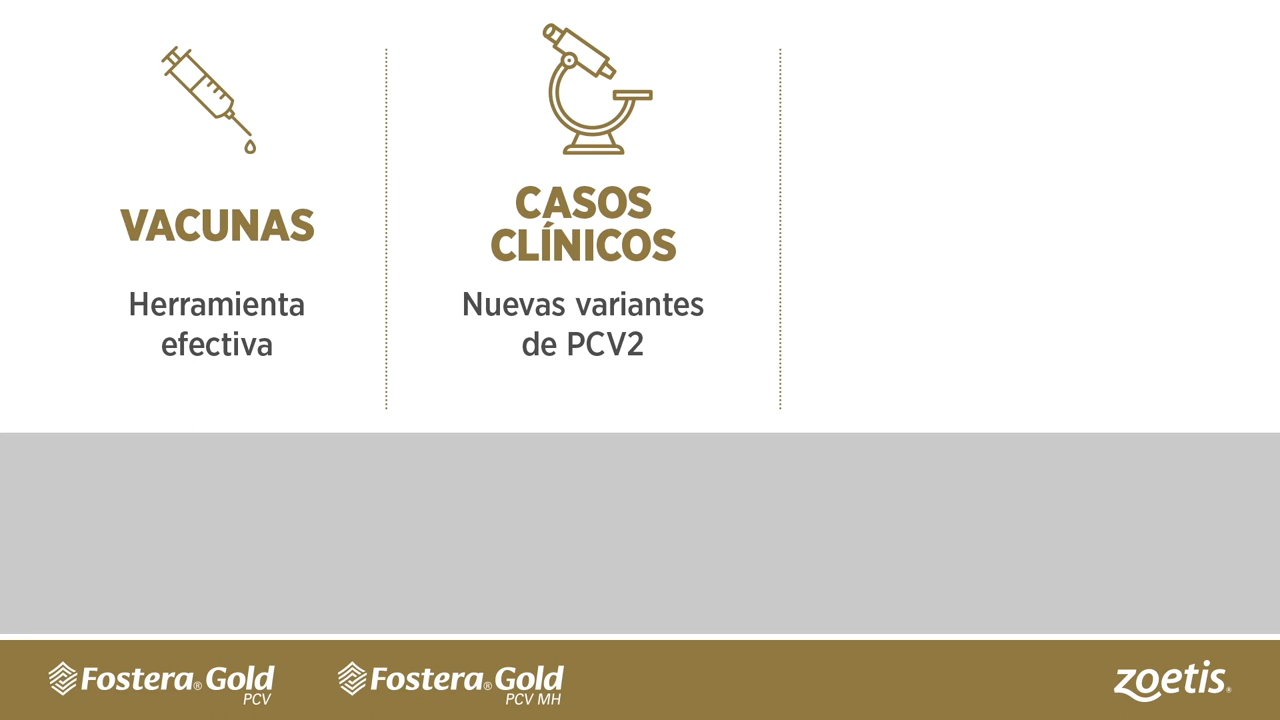 VACUNAS
Herramienta
efectiva
CASOS
CLÍNICOS
Nuevas variantes
de PCV2
Fostera® Gold
PCV
Fostera® Gold
PCV MH
zoetis®